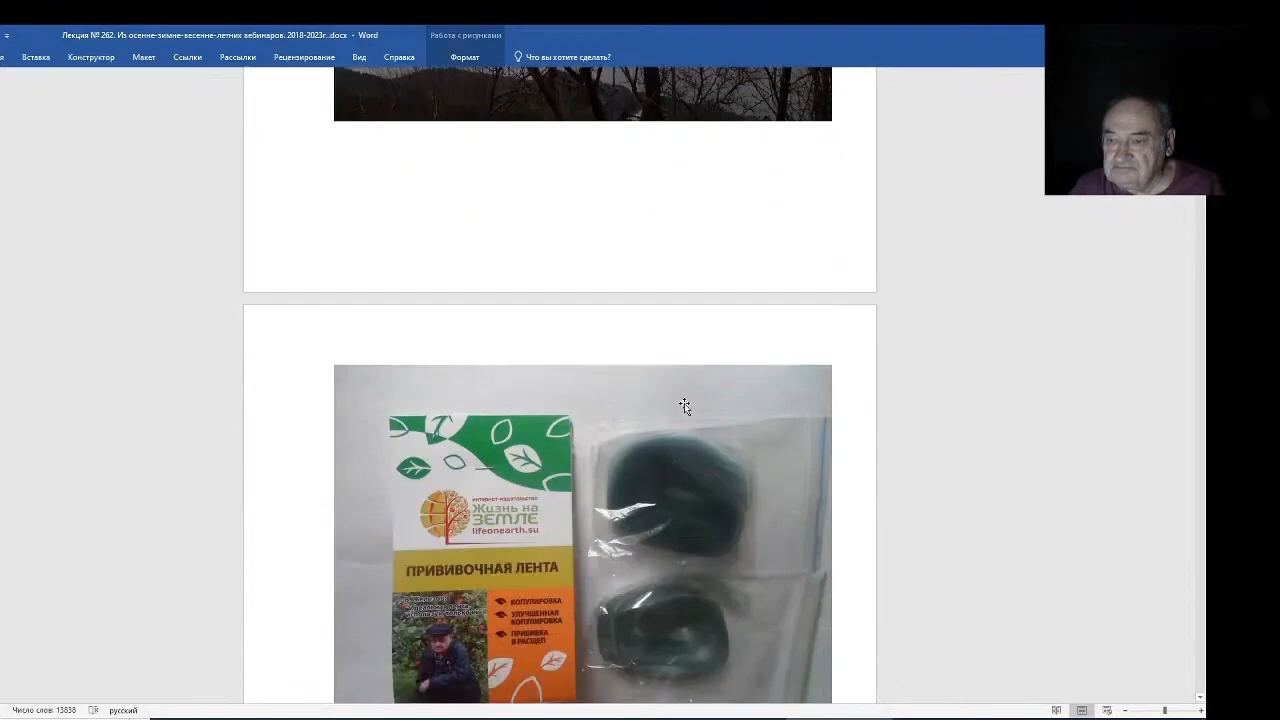 Лекция № 262. Из осенне-зимне-весенне-летних вебинаров. 2018-2023г..docx - Word
Работа с рисунками
Вставка
Конструктор
Макет
Ссылки
Рассылки
Рецензирование
Вид
Справка
Формат
Что вы хотите сделать?
интернет-издательство
Жизнь на
ЗЕМЛЕ
lifeonearth.su
ПРИВИВОЧНАЯ ЛЕНТА
КОПУЛИРОВКА
УЛУЧШЕННАЯ
КОПУЛИРОВКА
ПРИВИВКА
В РАСЩЕП
Число слов: 13838
русский